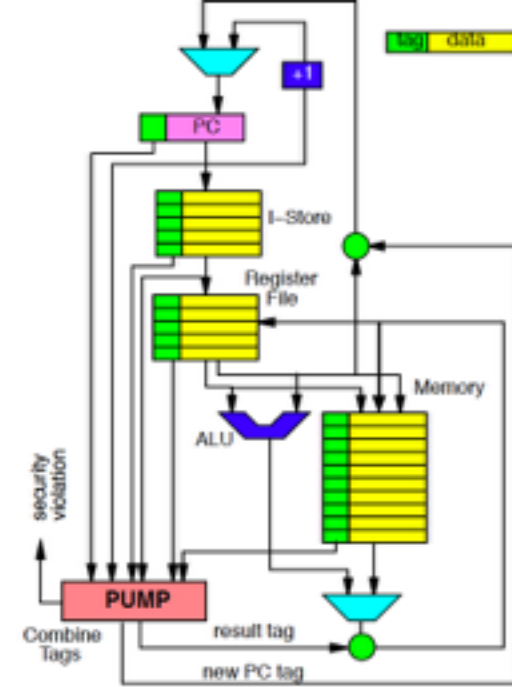 tag data
+1
PC
I-Store
Register
File
Memory
ALU
security
violation
PUMP
Combine
Tags
result tag
new PC tag